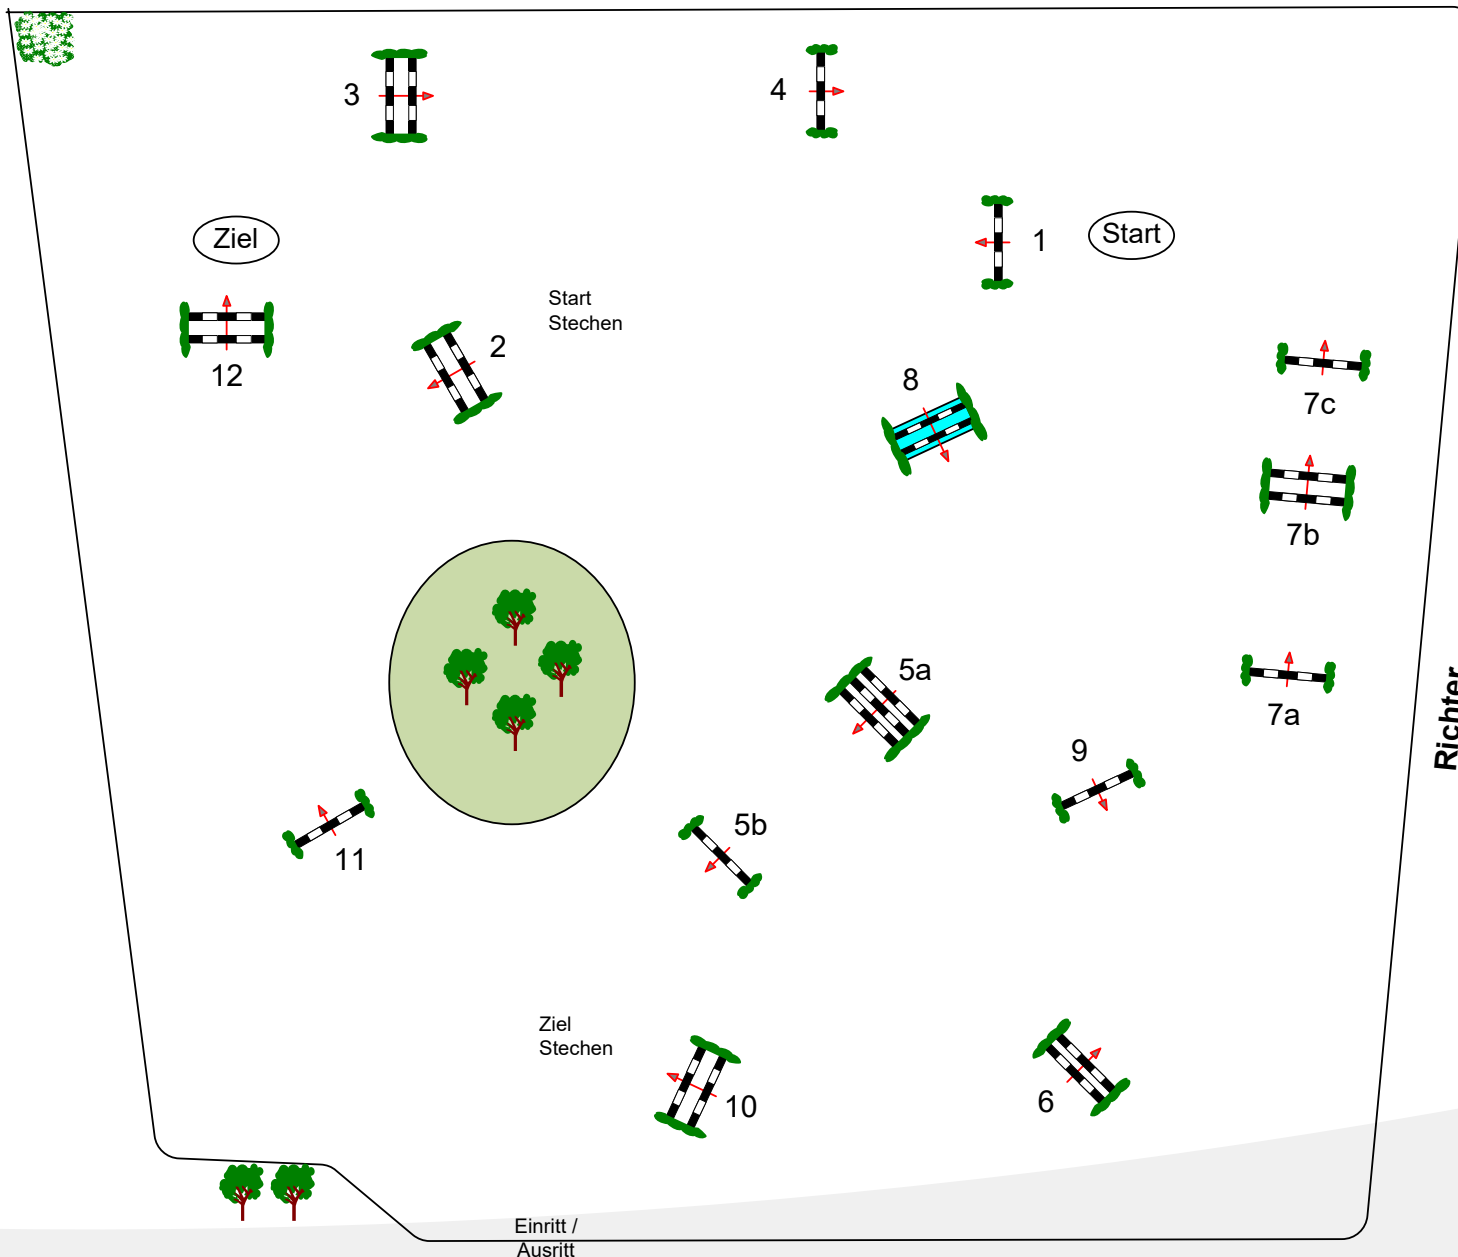 3
4
Ziel
1
Start
Start
Stechen
2
12
8
7c
7b
5a
7a
Richter
9
5b
11
Ziel
Stechen
10
6
Einritt /
Ausritt